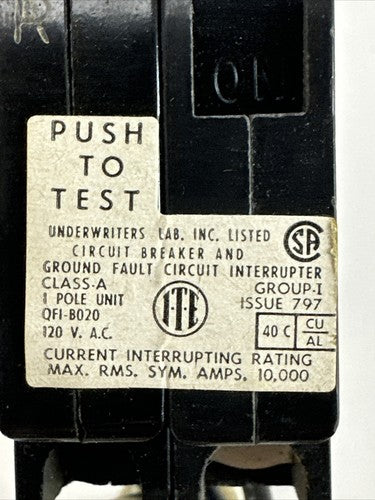 R
ON
PUSH
TO
TEST
UNDERWRITERS LAB. INC. LISTED
CIRCUIT BREAKER AND
GROUND FAULT CIRCUIT INTERRUPTER
SA
CLASS-A
1 POLE UNIT
QFI-B020
120 V. A.C.
I-T-E
GROUP-I
ISSUE 797
40 C CU
AL
CURRENT INTERRUPTING RATING
MAX. RMS. SYM. AMPS. 10,000